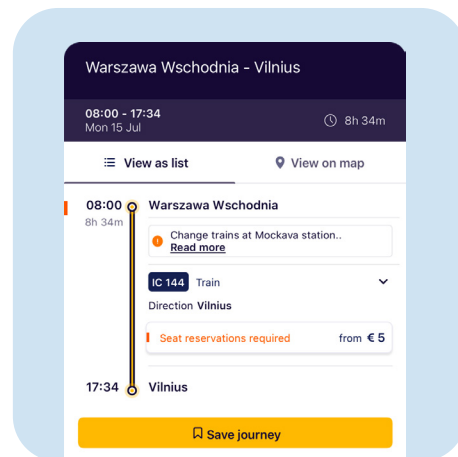 Warszawa Wschodnia - Vilnius
08:00 - 17:34
Mon 15 Jul
8h 34m
View as list
View on map
08:00
Warszawa Wschodnia
8h 34m
Change trains at Mockava station..
Read more
IC 144 Train
Direction Vilnius
Seat reservations required from € 5
17:34 Vilnius
Save journey